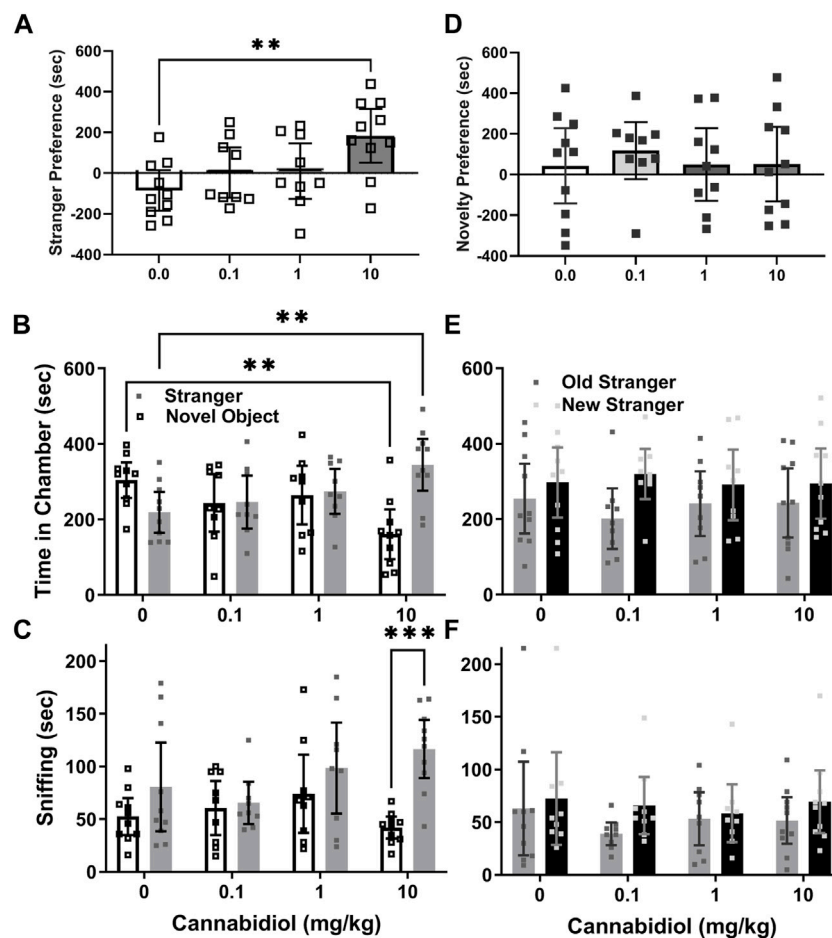 A
D
**
600
400
200
0
-200
-400
Stranger Preference (sec)
0.0 0.1 1 10
600
400
200
0
-200
-400
Novelty Preference (sec)
0.0 0.1 1 10
B
E
**
**
600
400
200
0
Time in Chamber (sec)
Stranger
Novel Object
0 0.1 1 10
600
400
200
0
Old Stranger
New Stranger
0 0.1 1 10
C
F
***
200
150
100
50
0
Sniffing (sec)
0 0.1 1 10
Cannabidiol (mg/kg)
200
150
100
50
0
0 0.1 1 10
Cannabidiol (mg/kg)